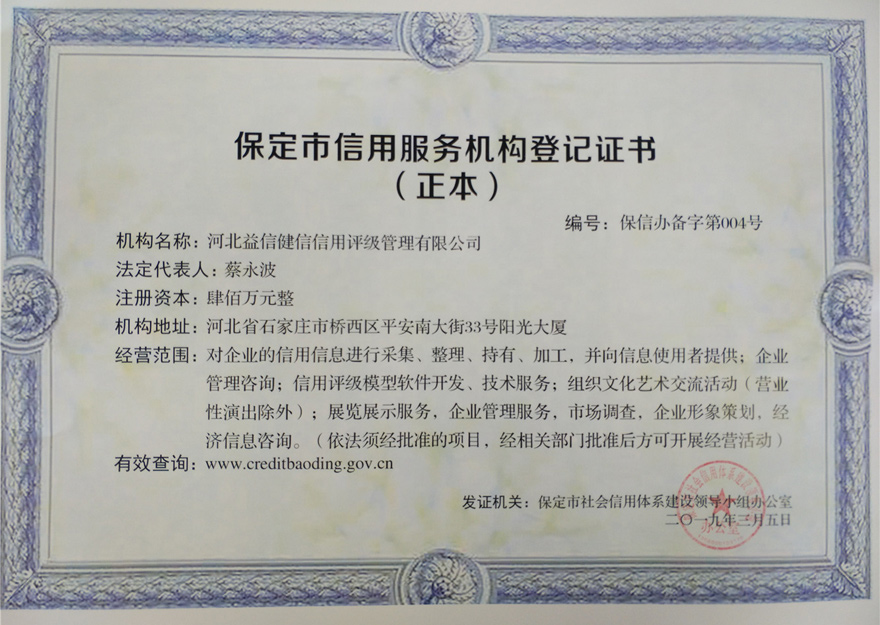 保定市信用服务机构登记证书
（正本）
编号：保信办备字第004号
机构名称：河北益信健信信用评级管理有限公司
法定代表人：蔡永波
注册资本：肆佰万元整
机构地址：河北省石家庄市桥西区平安南大街33号阳光大厦
经营范围：对企业的信用信息进行采集、整理、持有、加工，并向信息使用者提供；企业
管理咨询；信用评级模型软件开发、技术服务；组织文化艺术交流活动（营业
性演出除外）；展览展示服务，企业管理服务，市场调查，企业形象策划，经
济信息咨询。（依法须经批准的项目，经相关部门批准后方可开展经营活动）
有效查询：www.creditbaoding.gov.cn
发证机关：保定市社会信用体系建设领导小组办公室
二〇一九年三月五日
办公室